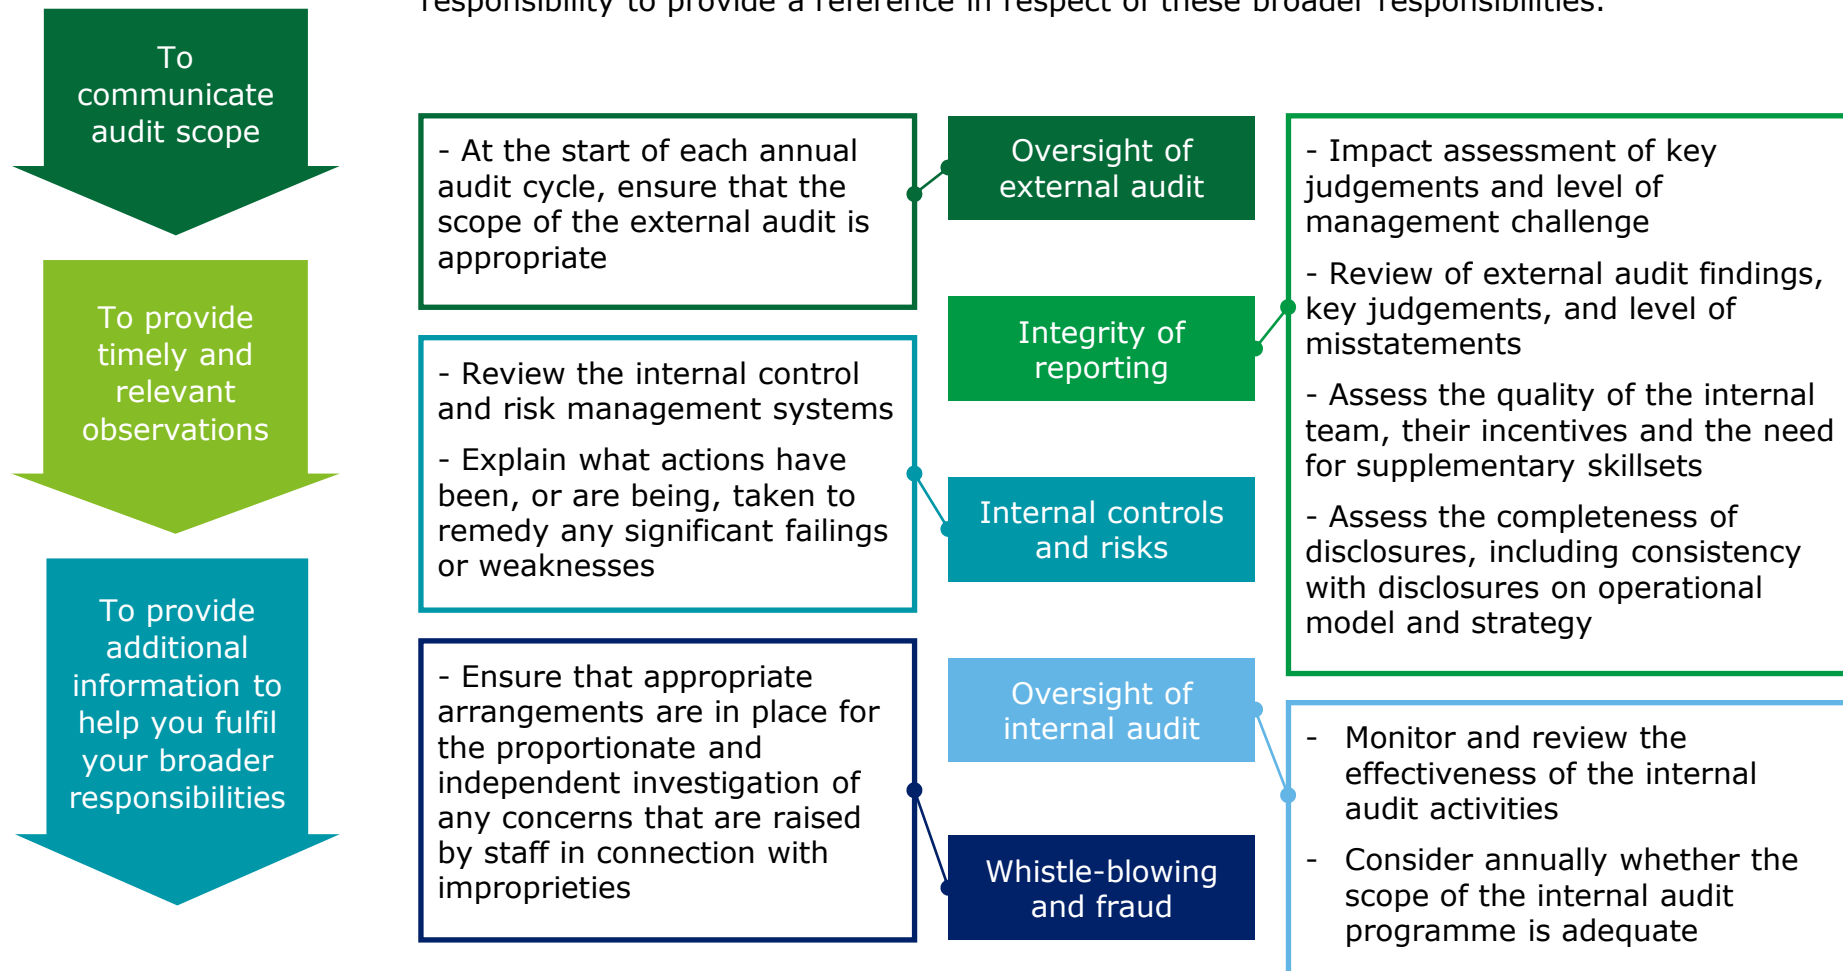 responsibility to provide a reference in respect of these broader responsibilities.
To
communicate
audit scope
To provide
timely and
relevant
observations
To provide
additional
information to
help you fulfil
your broader
responsibilities
- At the start of each annual
audit cycle, ensure that the
scope of the external audit is
appropriate
- Review the internal control
and risk management systems
- Explain what actions have
been, or are being, taken to
remedy any significant failings
or weaknesses
- Ensure that appropriate
arrangements are in place for
the proportionate and
independent investigation of
any concerns that are raised
by staff in connection with
improprieties
Oversight of
external audit
Integrity of
reporting
Internal controls
and risks
Oversight of
internal audit
Whistle-blowing
and fraud
- Impact assessment of key
judgements and level of
management challenge
- Review of external audit findings,
key judgements, and level of
misstatements
- Assess the quality of the internal
team, their incentives and the need
for supplementary skillsets
- Assess the completeness of
disclosures, including consistency
with disclosures on operational
model and strategy
- Monitor and review the
effectiveness of the internal
audit activities
- Consider annually whether the
scope of the internal audit
programme is adequate